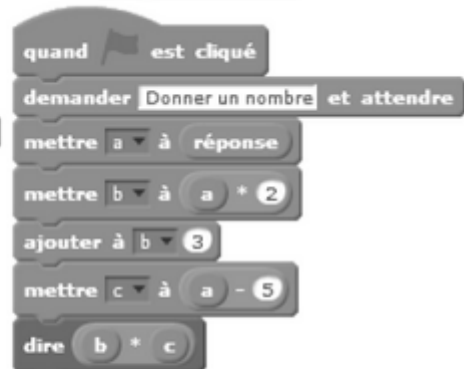 quand est cliqué
demander Donner un nombre et attendre
mettre a à réponse
mettre b à a * 2
ajouter à b 3
mettre c à a - 5
dire b * c